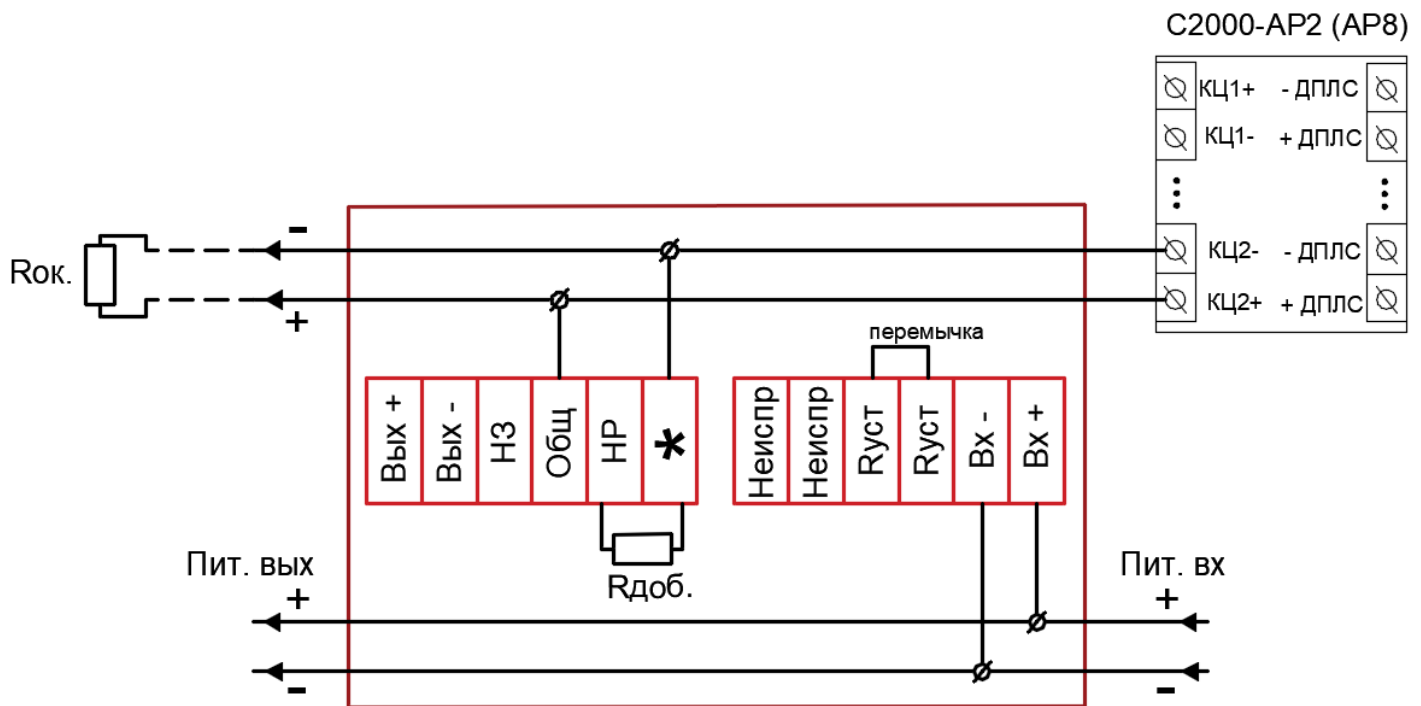 С2000-АР2 (АР8)
КЦ1+ - ДПЛС
КЦ1- + ДПЛС
КЦ2- - ДПЛС
КЦ2+ + ДПЛС
-
Rок.
+
перемычка
Вых +
Вых -
НЗ
Общ
НР
*
Неиспр
Неиспр
Rуст
Rуст
Вх -
Вх +
Rдоб.
Пит. вых
+
-
Пит. вх
+
-